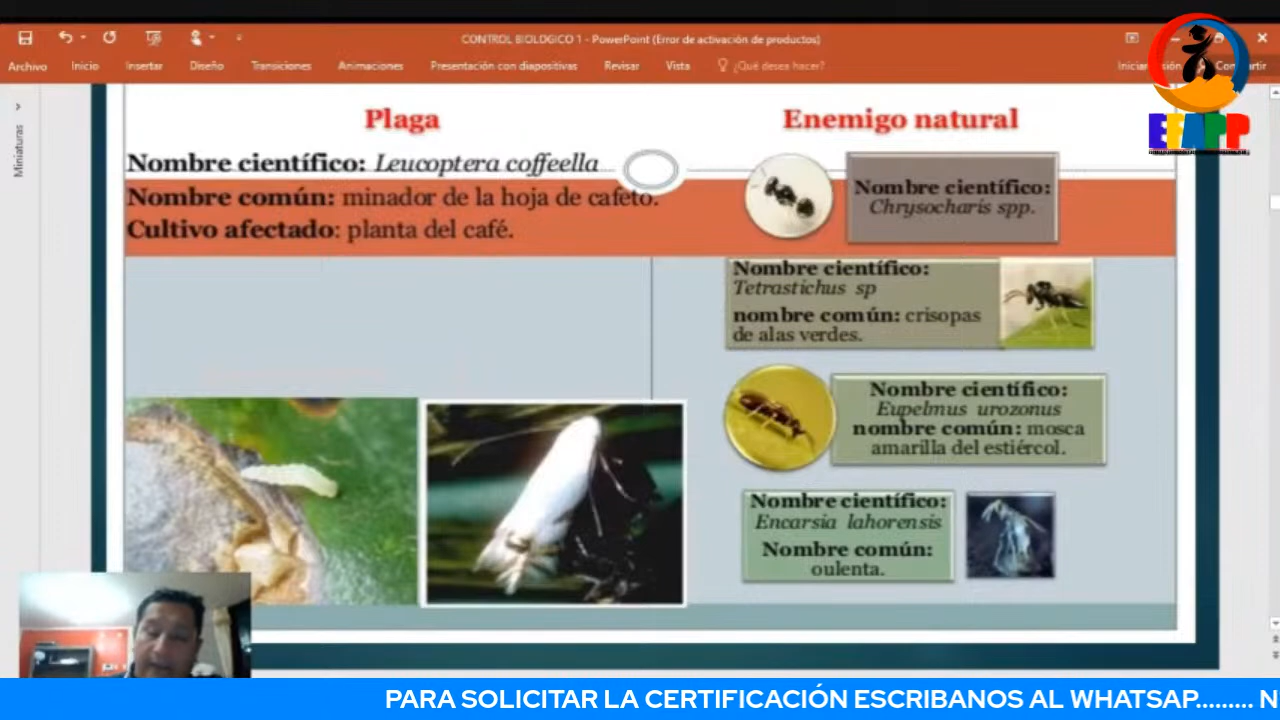 CONTROL BIOLOGICO 1 - PowerPoint (Error de activación de productos)
Archivo Inicio Insertar Diseño Transiciones Animaciones Presentación con diapositivas Revisar Vista ¿Qué desea hacer?
Miniaturas
Plaga
Nombre científico: Leucoptera coffeella
Nombre común: minador de la hoja de cafeto.
Cultivo afectado: planta del café.
Enemigo natural
Nombre científico:
Chrysocharis spp.
Nombre científico:
Tetrastichus sp
nombre común: crisopas
de alas verdes.
Nombre científico:
Eupelmus urozonus
nombre común: mosca
amarilla del estiércol.
Nombre científico:
Encarsia lahorensis
Nombre común:
oulenta.
PARA SOLICITAR LA CERTIFICACIÓN ESCRIBANOS AL WHATSAP......... N